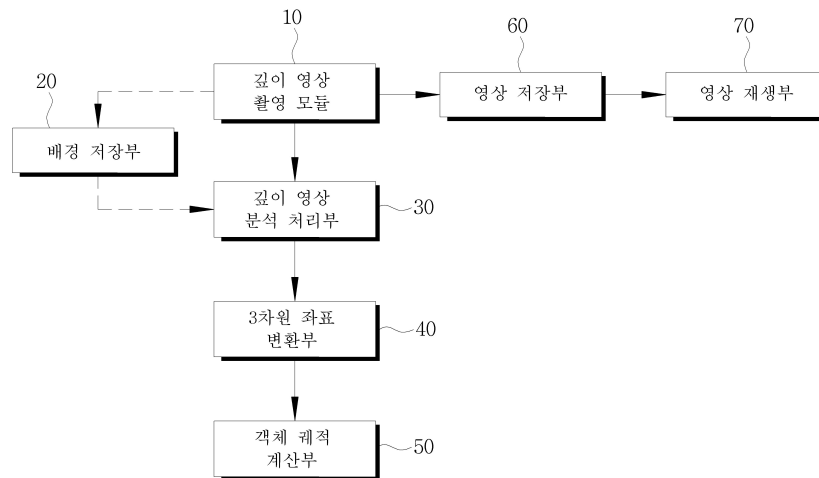 10
60
70
20
깊이 영상
촬영 모듈
영상 저장부
영상 재생부
배경 저장부
깊이 영상
분석 처리부
30
3차원 좌표
변환부
40
객체 궤적
계산부
50